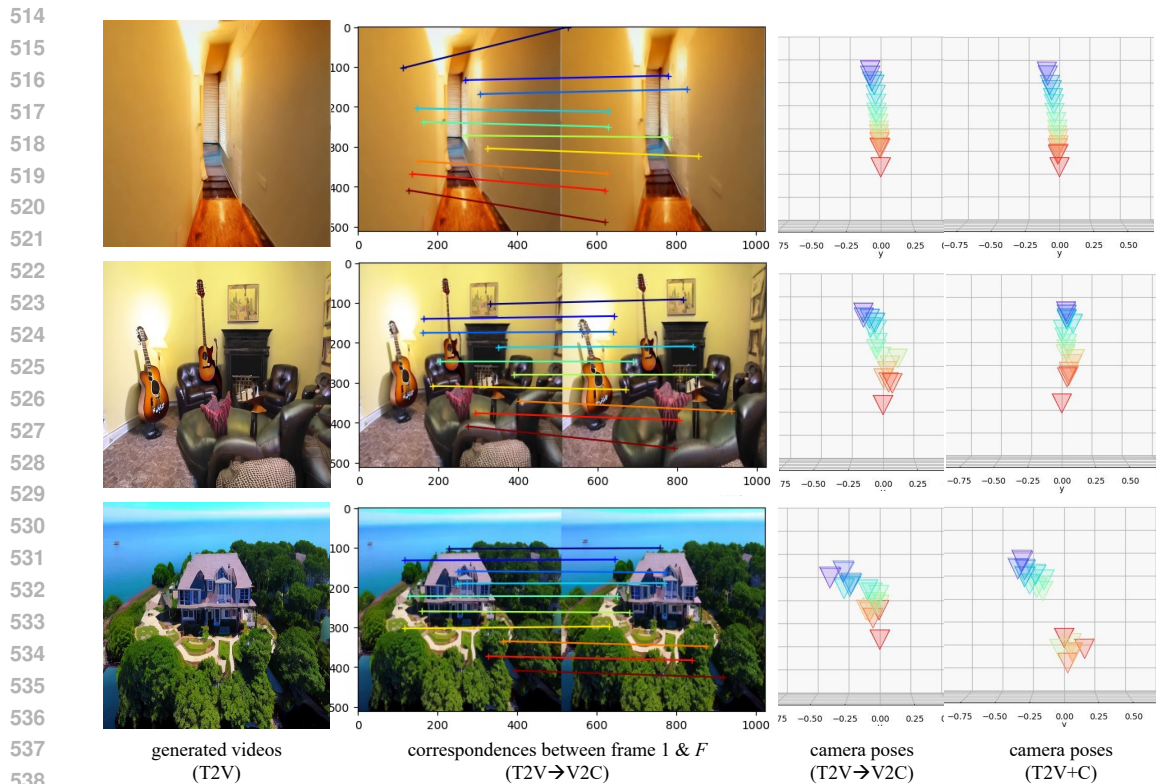 514
515
516
517
518
519
520
521
522
523
524
525
526
527
528
529
530
531
532
533
534
535
536
537
538
0
100
200
300
400
500
0 200 400 600 800 1000
.75 −0.50 −0.25 0.00 0.25
y
−0.50 −0.25 0.00 0.25 0.50
y
0
100
200
300
400
500
0 200 400 600 800 1000
.75 −0.50 −0.25 0.00 0.25
−0.50 −0.25 0.00 0.25 0.50
y
0
100
200
300
400
500
0 200 400 600 800 1000
.75 −0.50 −0.25 0.00 0.25
−0.50 −0.25 0.00 0.25 0.50
generated videos
(T2V)
correspondences between frame 1 & F
(T2V→V2C)
camera poses
(T2V→V2C)
camera poses
(T2V+C)